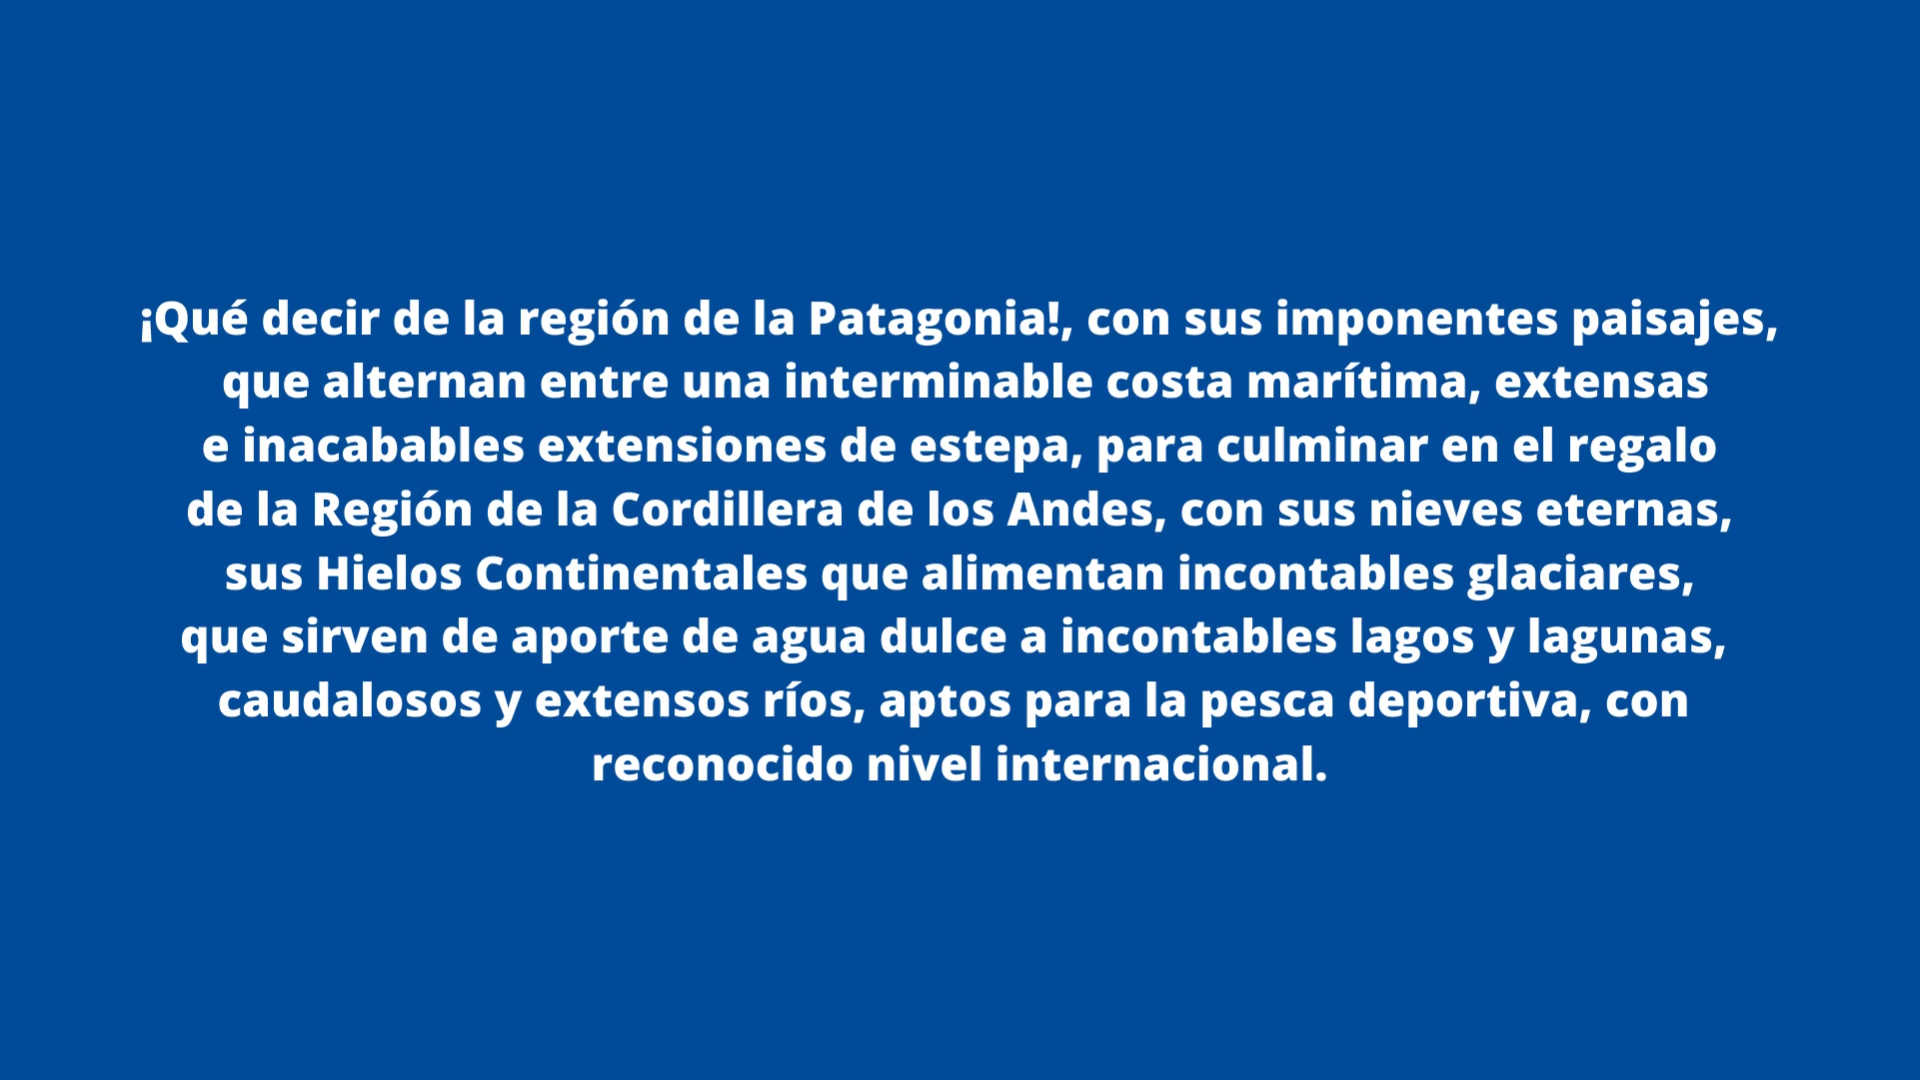 ¡Qué decir de la región de la Patagonia!, con sus imponentes paisajes,
que alternan entre una interminable costa marítima, extensas
e inacabables extensiones de estepa, para culminar en el regalo
de la Región de la Cordillera de los Andes, con sus nieves eternas,
sus Hielos Continentales que alimentan incontables glaciares,
que sirven de aporte de agua dulce a incontables lagos y lagunas,
caudalosos y extensos ríos, aptos para la pesca deportiva, con
reconocido nivel internacional.